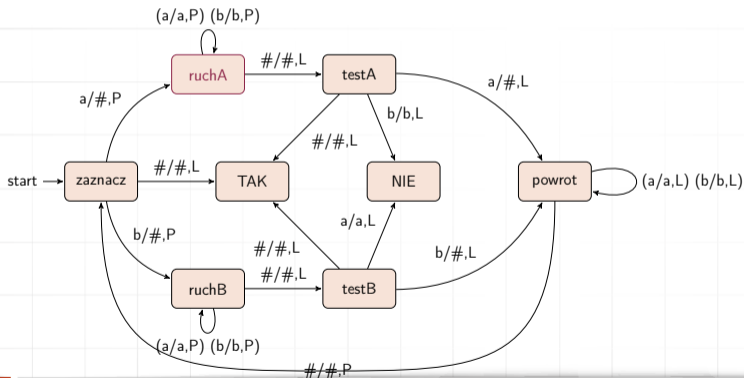 (a/a,P) (b/b,P)
#/#,L
ruchA
testA
a/#,L
a/#,P
b/b,L
#/#,L
#/#,L
start
zaznacz
TAK
NIE
powrot
(a/a,L) (b/b,L)
a/a,L
b/#,P
#/#,L
b/#,L
#/#,L
ruchB
testB
(a/a,P) (b/b,P)
#/#,P